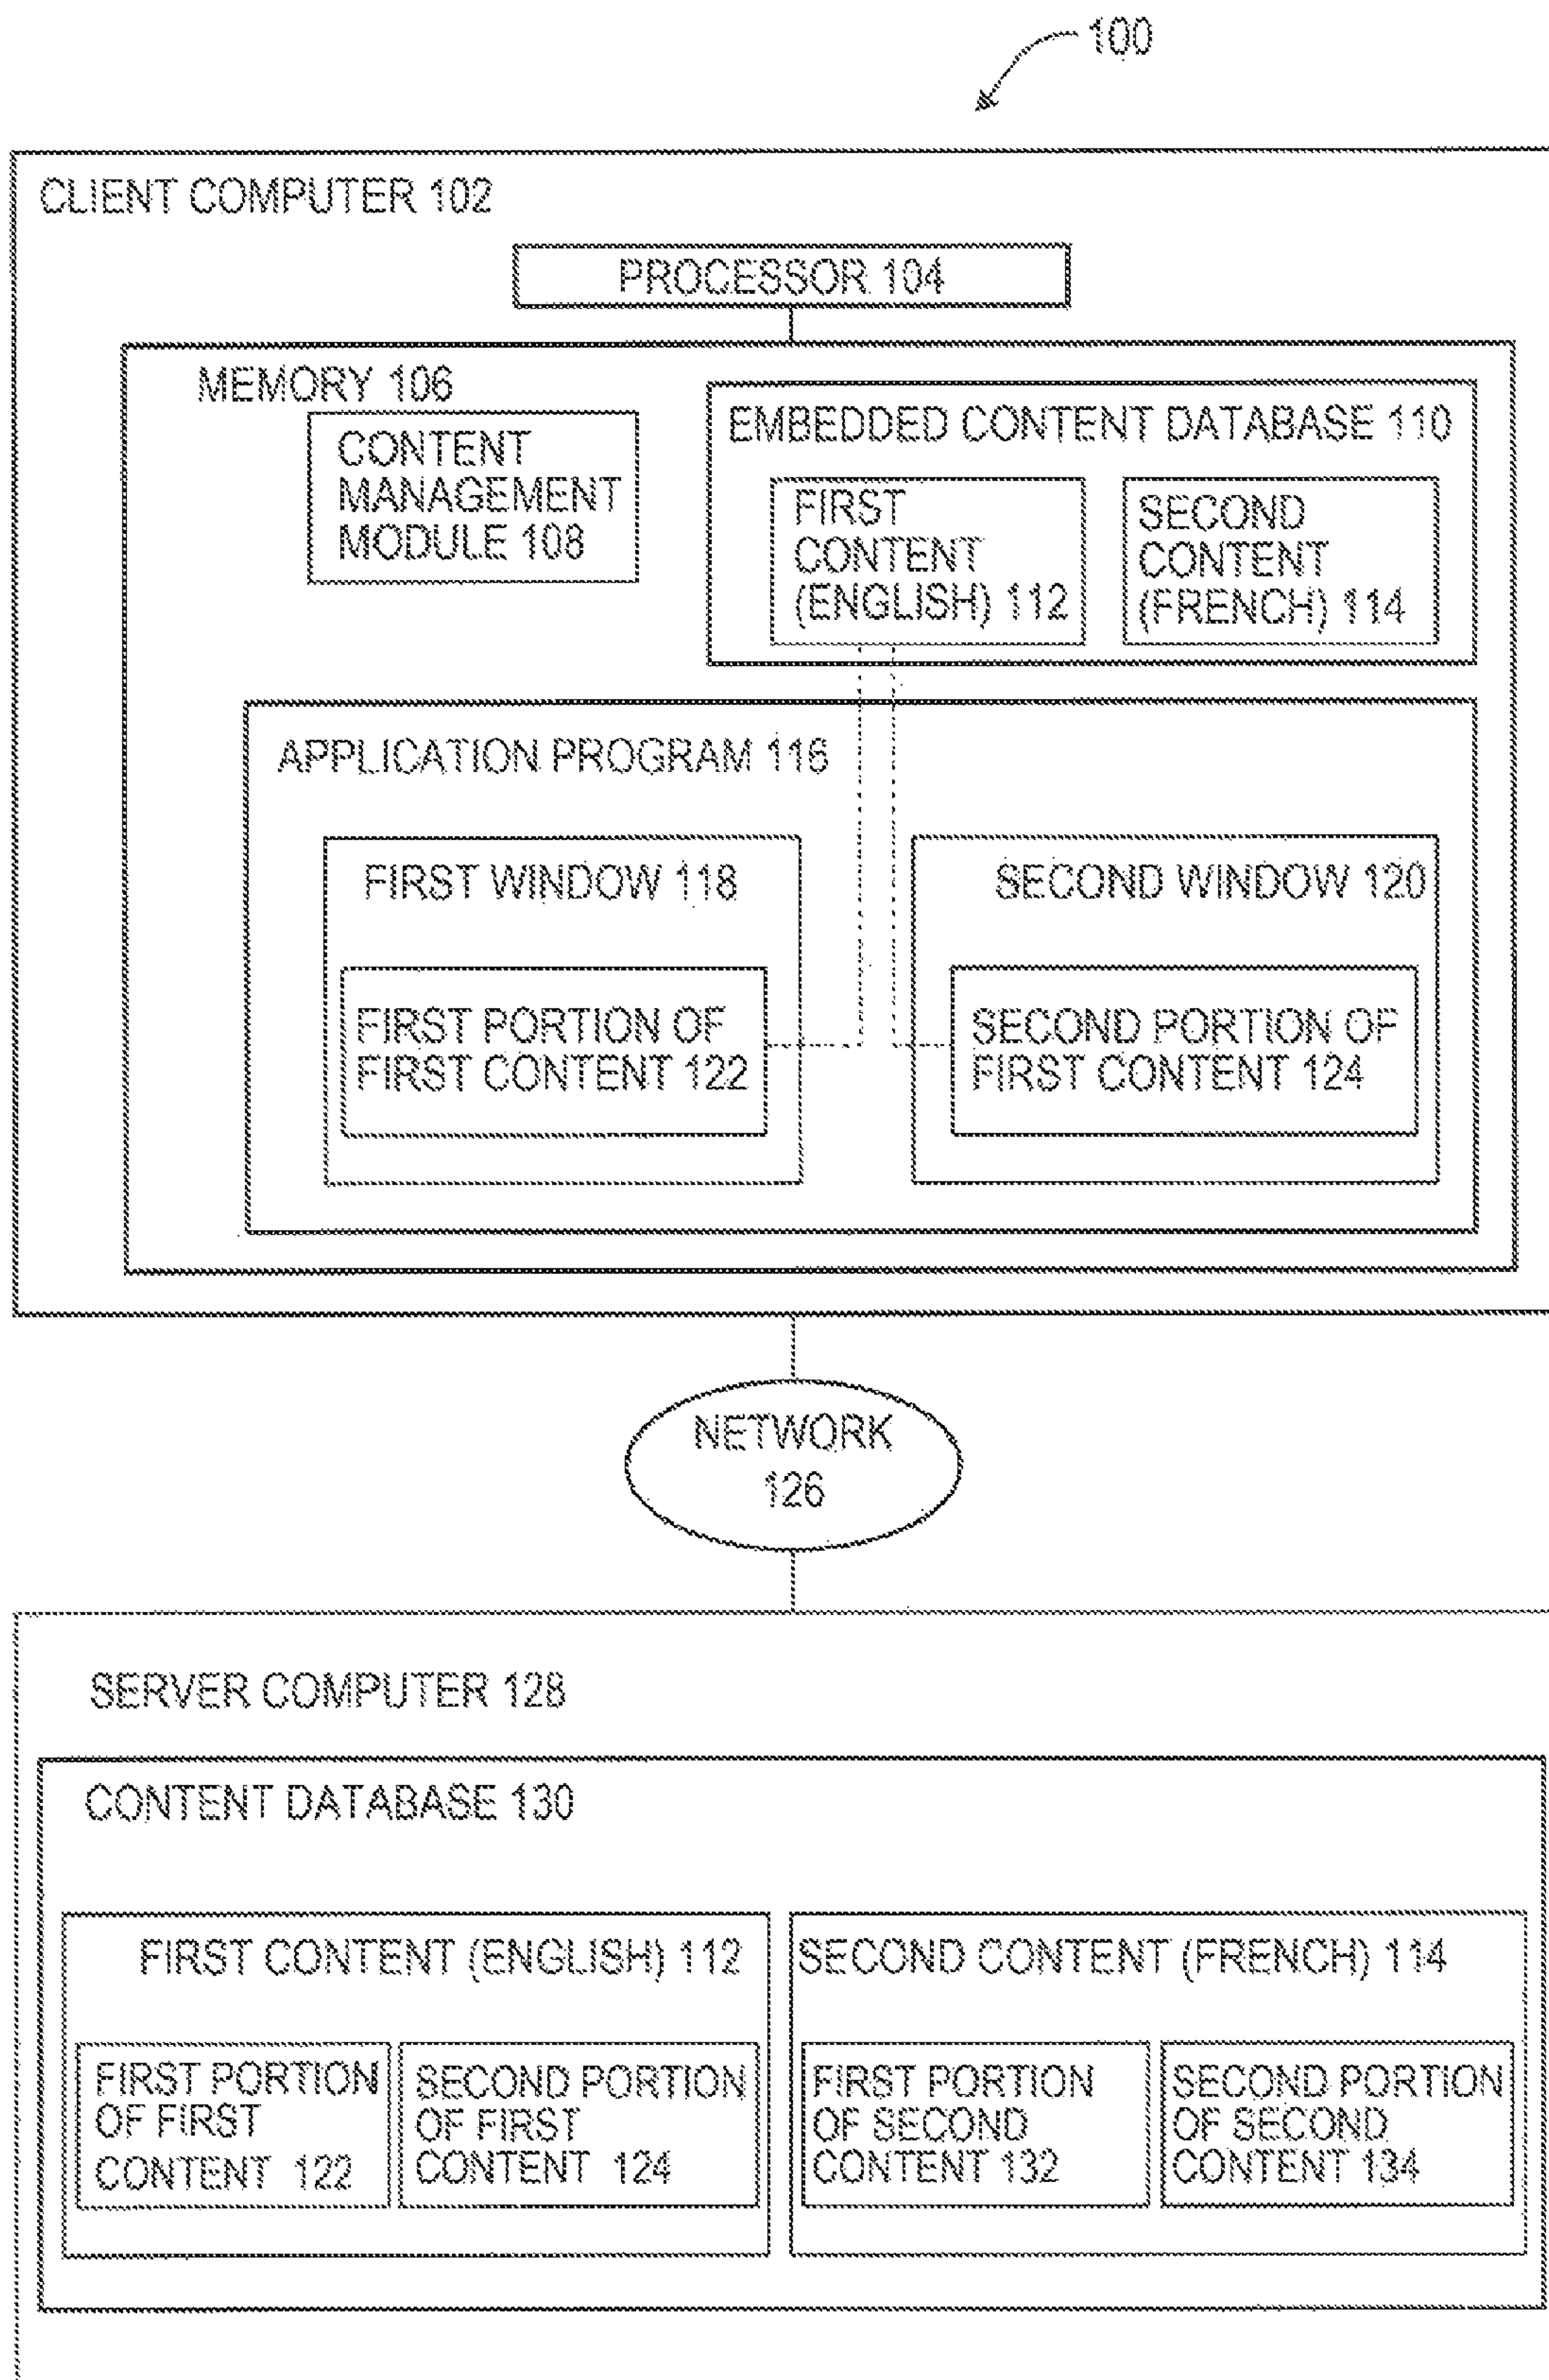 100
CLIENT COMPUTER 102
PROCESSOR 104
MEMORY 106
CONTENT
MANAGEMENT
MODULE 108
EMBEDDED CONTENT DATABASE 110
FIRST
CONTENT
(ENGLISH) 112
SECOND
CONTENT
(FRENCH) 114
APPLICATION PROGRAM 116
FIRST WINDOW 118
FIRST PORTION OF
FIRST CONTENT 122
SECOND WINDOW 120
SECOND PORTION OF
FIRST CONTENT 124
NETWORK
126
SERVER COMPUTER 128
CONTENT DATABASE 130
FIRST CONTENT (ENGLISH) 112
FIRST PORTION
OF FIRST
CONTENT 122
SECOND PORTION
OF FIRST
CONTENT 124
SECOND CONTENT (FRENCH) 114
FIRST PORTION
OF SECOND
CONTENT 132
SECOND PORTION
OF SECOND
CONTENT 134